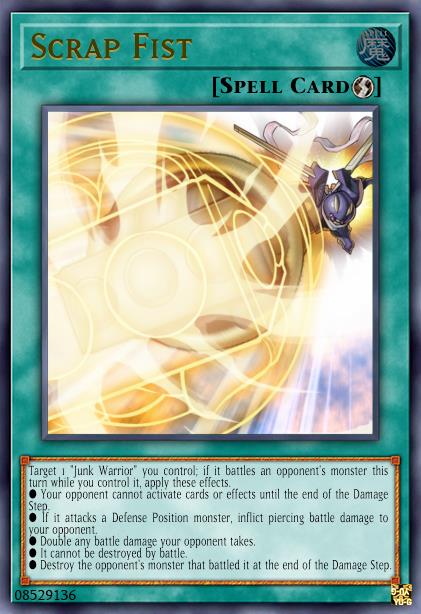 Scrap Fist
魔
[Spell Card]
Target 1 "Junk Warrior" you control; if it battles an opponent's monster this
turn while you control it, apply these effects.
● Your opponent cannot activate cards or effects until the end of the Damage
Step.
● If it attacks a Defense Position monster, inflict piercing battle damage to
your opponent.
● Double any battle damage your opponent takes.
● It cannot be destroyed by battle.
● Destroy the opponent's monster that battled it at the end of the Damage Step.
08529136